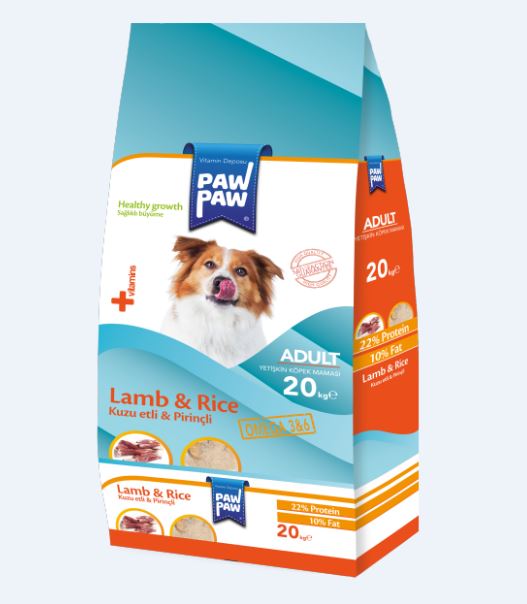 Vitamin Deposu
PAW
PAW
Healthy growth
Sağlıklı büyüme
+vitamins
ADULT
YETİŞKİN KÖPEK MAMASI
20 kg℮
Lamb & Rice
Kuzu etli & Pirinçli
OMEGA 3&6
Lamb & Rice
Kuzu etli & Pirinçli
PAW
PAW
22% Protein
10% Fat
20 kg℮
PAW
PAW
ADULT
YETİŞKİN KÖPEK MAMASI
20 kg℮
22% Protein
10% Fat
Lamb & Rice
Kuzu etli & Pirinçli